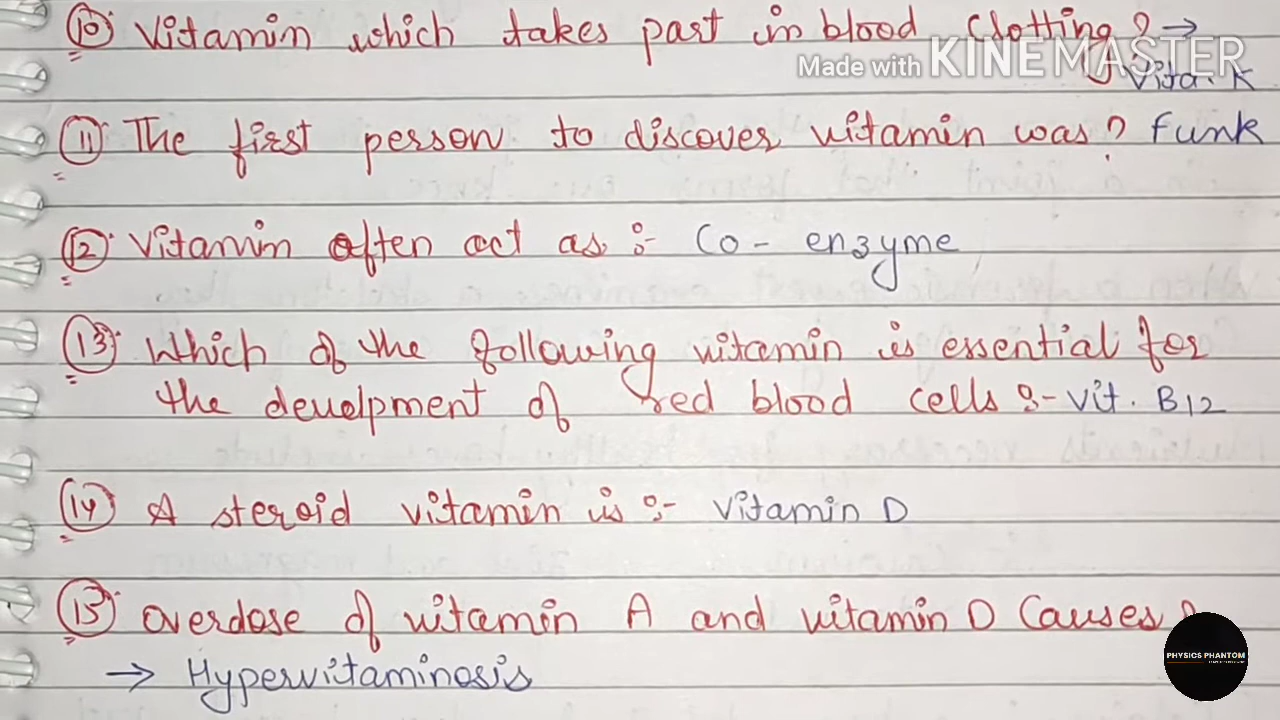 10 Vitamin which takes part in blood Clotting ? →
Made with KINEMASTER
Vita. K
11 The first person to discover vitamin was ? Funk
12 Vitamin often act as :- Co-enzyme
13 Which of the following vitamin is essential for
the devlopment of red blood cells :- Vit. B12
14 A steroid vitamin is :- Vitamin D
15 Overdose of vitamin A and vitamin D Causes ?
PHYSICS PHANTOM
→ Hypervitaminosis